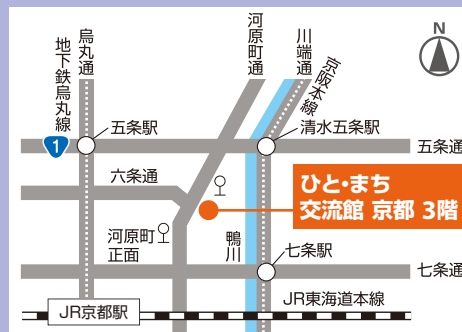 烏丸通
地下鉄烏丸線
河原町通
川端通
京阪本線
N
1
五条駅
清水五条駅
五条通
六条通
ひと・まち
交流館 京都 3階
河原町
正面
鴨川
七条駅
七条通
JR京都駅
JR東海道本線